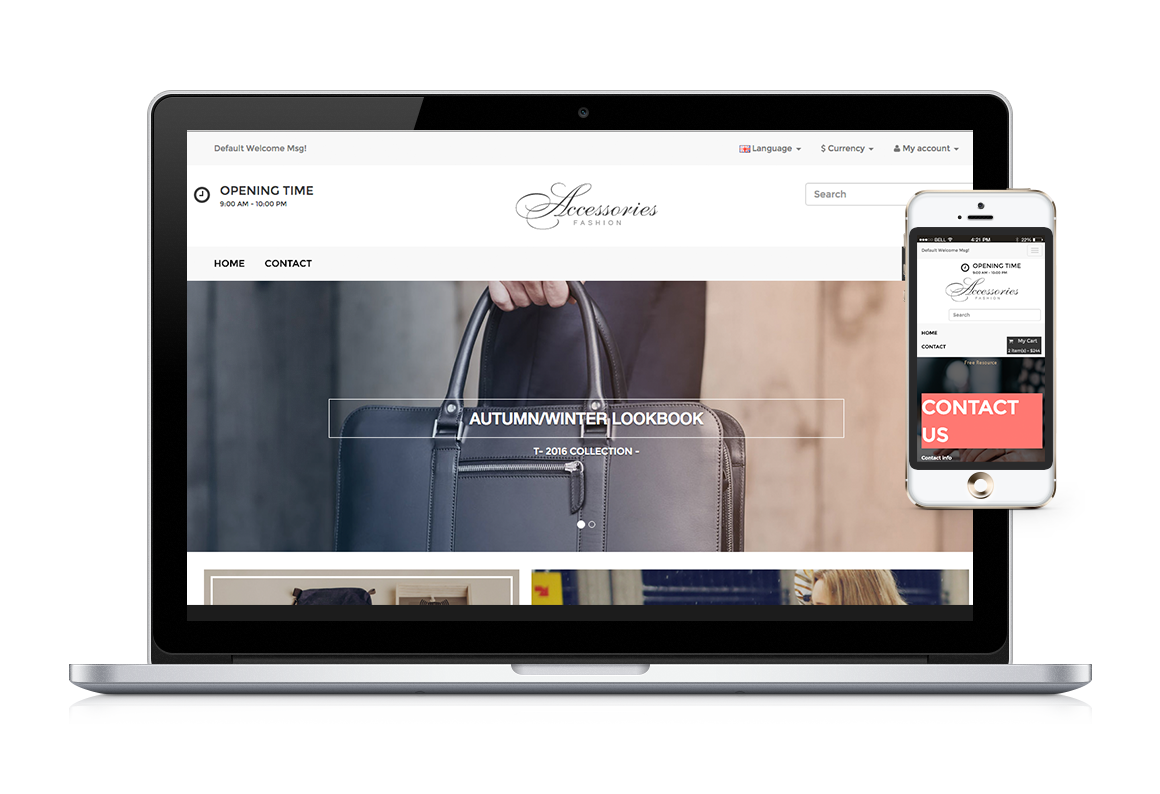 Default Welcome Msg!
Language
$ Currency
My account
OPENING TIME
9:00 AM - 10:00 PM
Accessories
FASHION
Search
HOME
CONTACT
AUTUMN/WINTER LOOKBOOK
T- 2016 COLLECTION -
BELL
4:21 PM
22%
Default Welcome Msg!
OPENING TIME
9:00 AM - 10:00 PM
Accessories
FASHION
Search
HOME
CONTACT
My Cart
2 item(s) - $244
Free Resource
CONTACT
US
Contact info